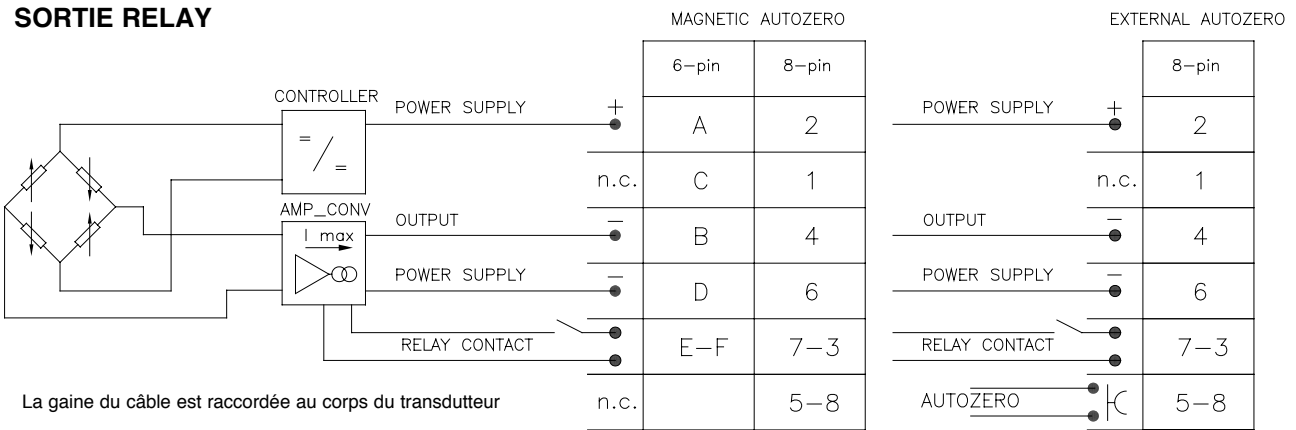 SORTIE RELAY
MAGNETIC AUTOZERO
EXTERNAL AUTOZERO
6-pin 8-pin
8-pin
CONTROLLER
= / =
POWER SUPPLY + A 2
POWER SUPPLY + 2
n.c. C 1
n.c. 1
AMP_CONV
I max
OUTPUT - B 4
OUTPUT - 4
POWER SUPPLY - D 6
POWER SUPPLY - 6
RELAY CONTACT E-F 7-3
RELAY CONTACT 7-3
La gaine du câble est raccordée au corps du transdutteur
n.c. 5-8
AUTOZERO 5-8